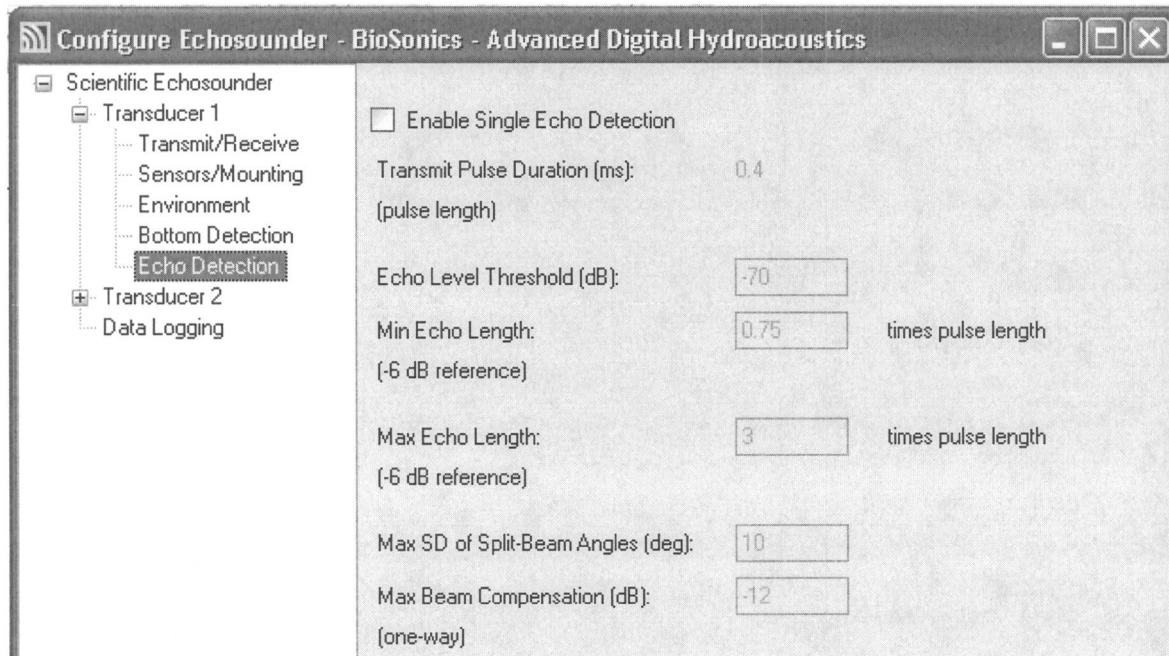 Configure Echosounder - BioSonics - Advanced Digital Hydroacoustics
Scientific Echosounder
Transducer 1
Transmit/Receive
Sensors/Mounting
Environment
Bottom Detection
Echo Detection
Transducer 2
Data Logging
Enable Single Echo Detection
Transmit Pulse Duration (ms): 0.4
(pulse length)
Echo Level Threshold (dB): -70
Min Echo Length: 0.75 times pulse length
(-6 dB reference)
Max Echo Length: 3 times pulse length
(-6 dB reference)
Max SD of Split-Beam Angles (deg): 10
Max Beam Compensation (dB): -12
(one-way)